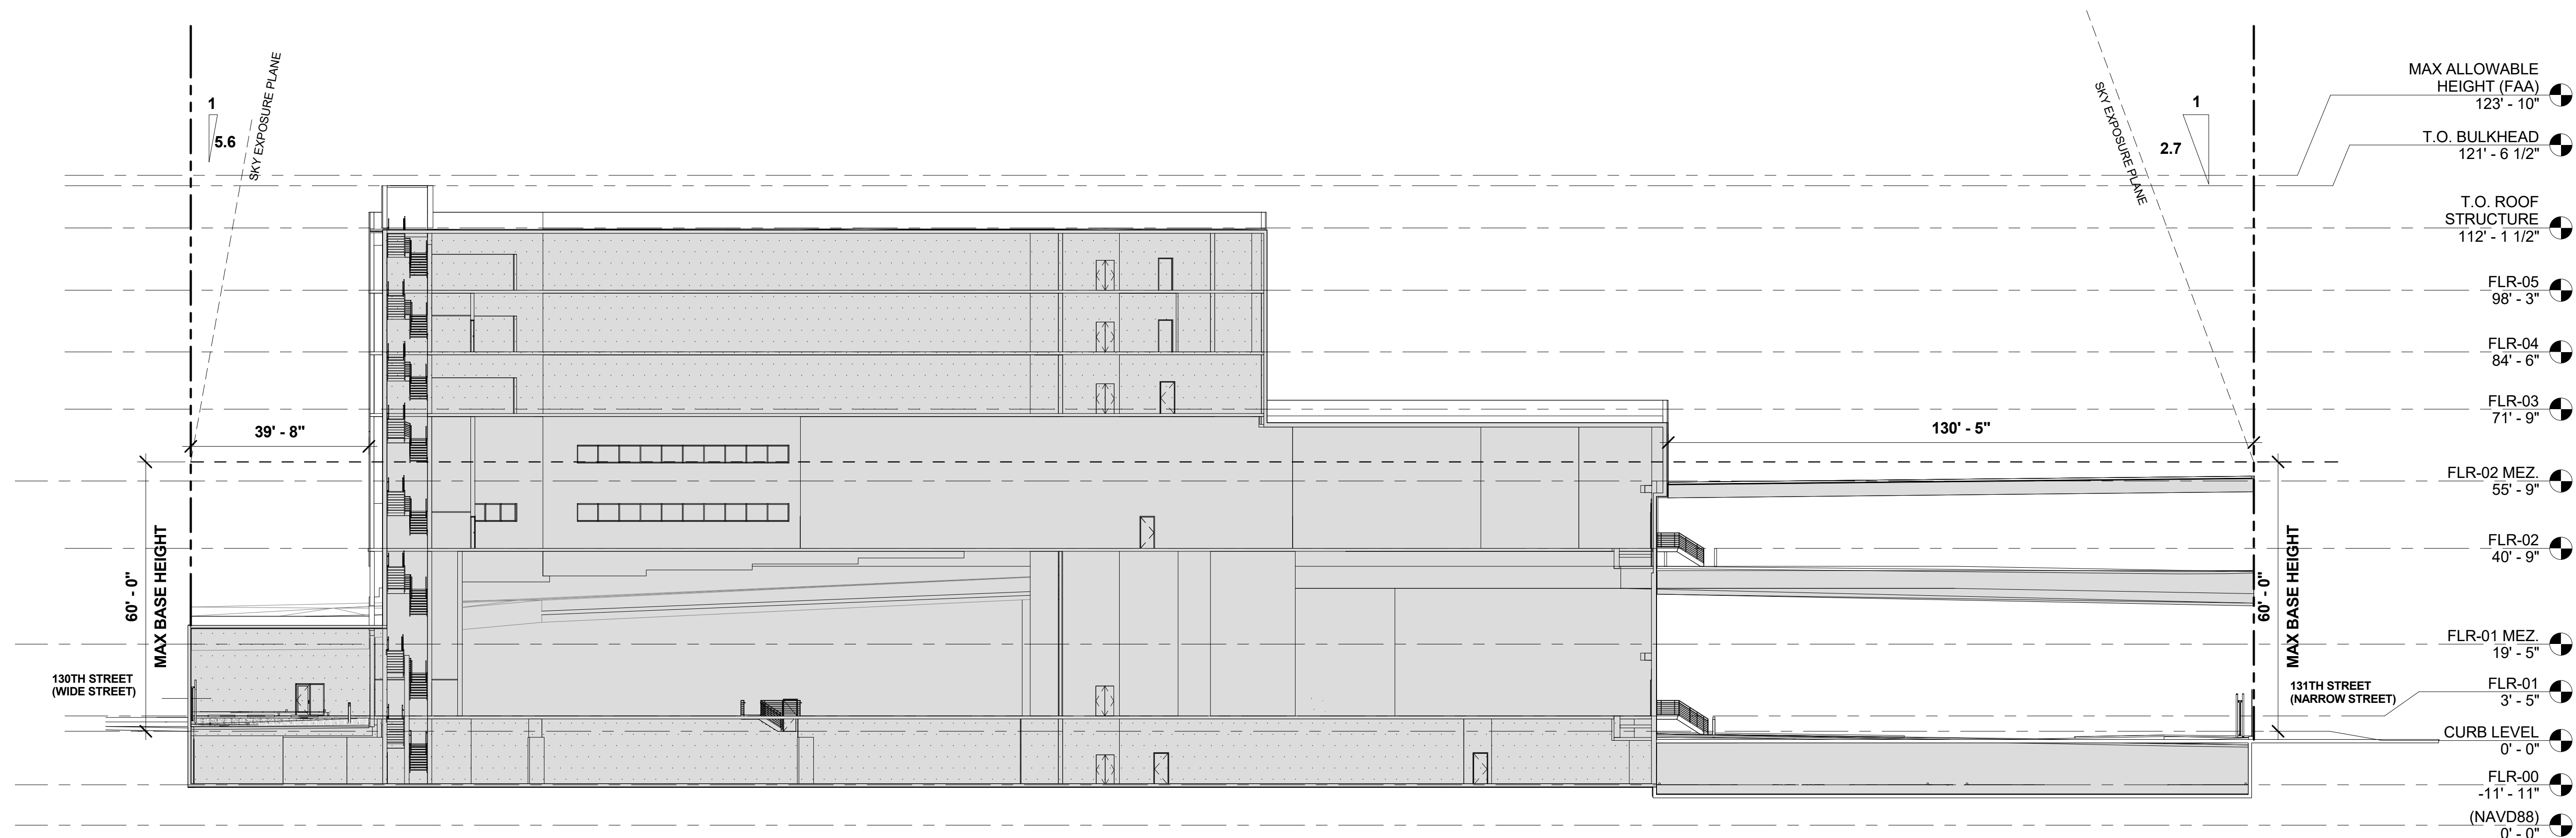 SKY EXPOSURE PLANE
1
5.6
SKY EXPOSURE PLANE
1
2.7
MAX ALLOWABLE
HEIGHT (FAA)
123' - 10"
T.O. BULKHEAD
121' - 6 1/2"
T.O. ROOF
STRUCTURE
112' - 1 1/2"
FLR-05
98' - 3"
FLR-04
84' - 6"
FLR-03
71' - 9"
39' - 8"
130' - 5"
FLR-02 MEZ.
55' - 9"
FLR-02
40' - 9"
60' - 0"
MAX BASE HEIGHT
60' - 0"
MAX BASE HEIGHT
FLR-01 MEZ.
19' - 5"
130TH STREET
(WIDE STREET)
131TH STREET
(NARROW STREET)
FLR-01
3' - 5"
CURB LEVEL
0' - 0"
FLR-00
-11' - 11"
(NAVD88)
0' - 0"